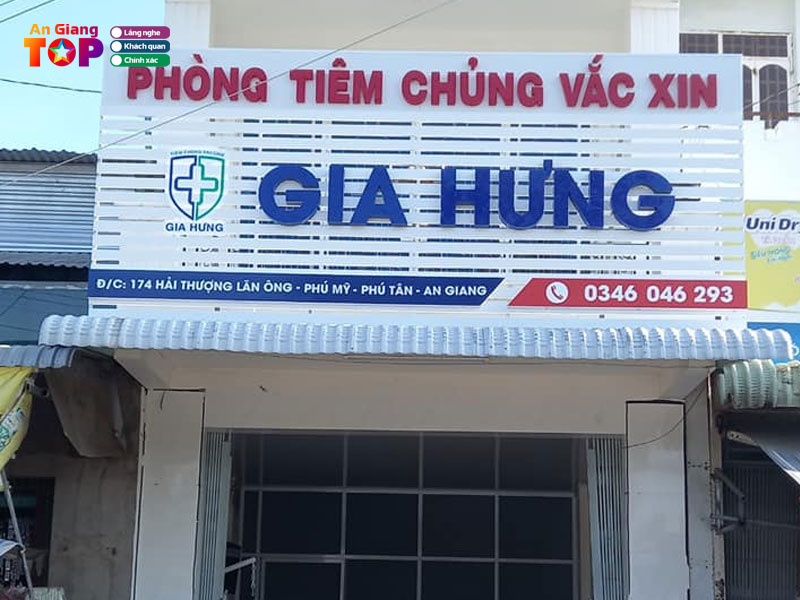 An Giang
TOP
Lắng nghe
Khách quan
Chính xác
PHÒNG TIÊM CHỦNG VẮC XIN
GIA HƯNG
GIA HƯNG
Đ/C: 174 HẢI THƯỢNG LÃN ÔNG - PHÚ MỸ - PHÚ TÂN - AN GIANG
0346 046 293
Uni Dry